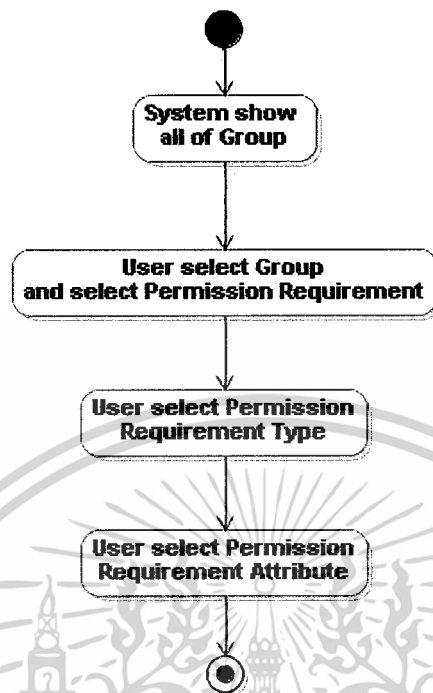 System show
all of Group
User select Group
and select Permission Requirement
User select Permission
Requirement Type
User select Permission
Requirement Attribute